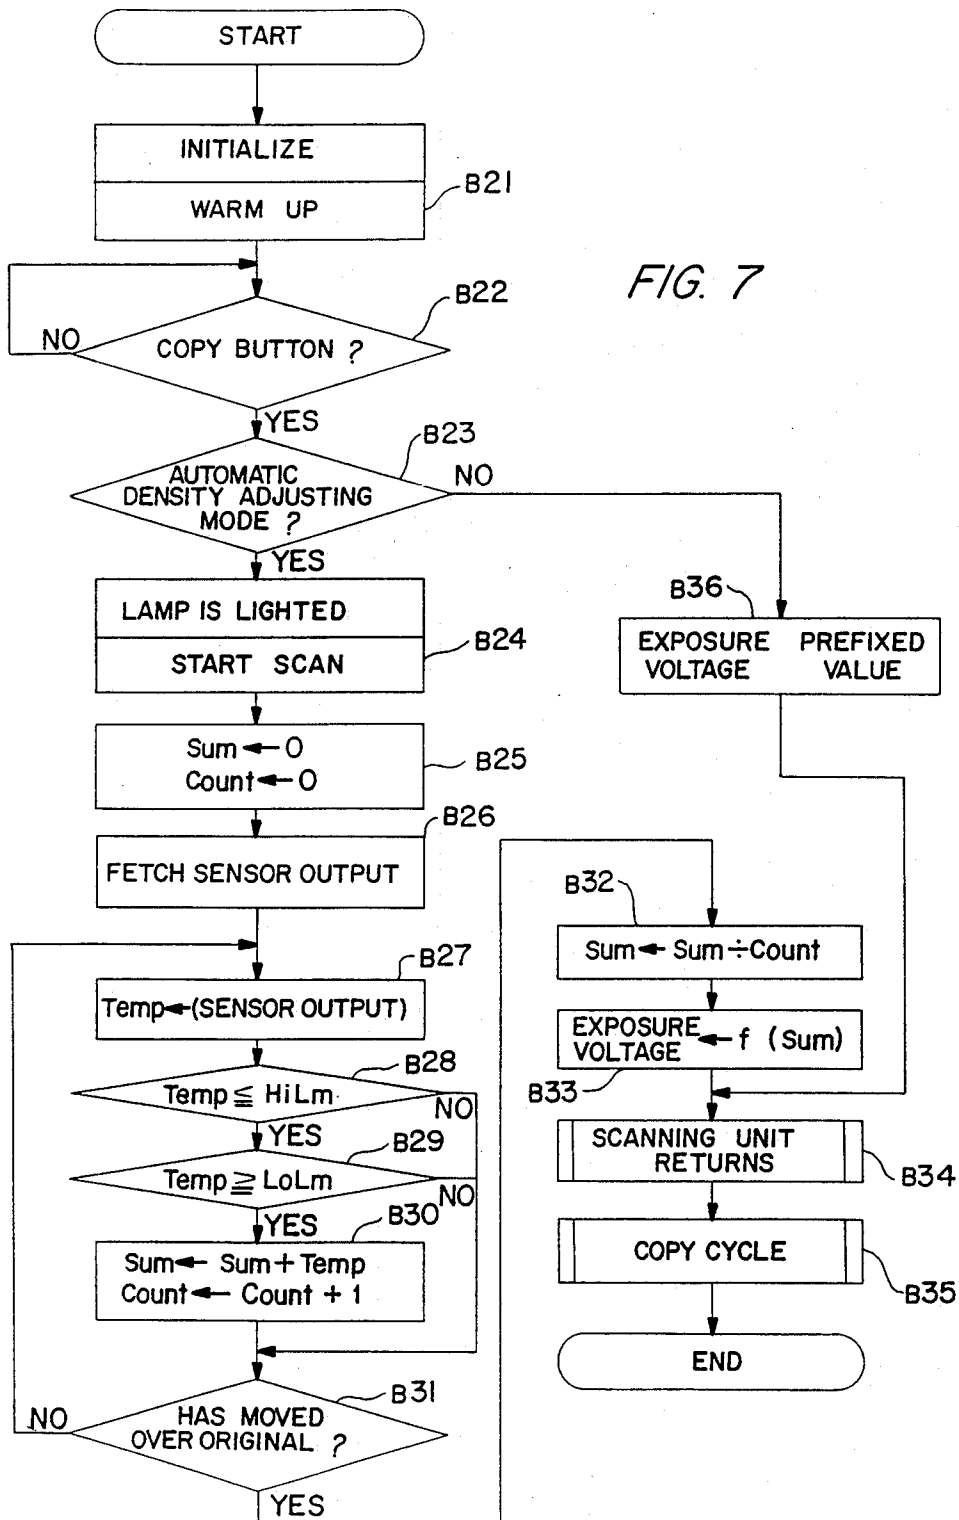 START
INITIALIZE
WARM UP
B21
FIG. 7
B22
COPY BUTTON ?
NO
YES
B23
AUTOMATIC
DENSITY ADJUSTING
MODE ?
NO
YES
LAMP IS LIGHTED
START SCAN
B24
B36
EXPOSURE PREFIXED
VOLTAGE VALUE
Sum ← 0
Count ← 0
B25
B26
FETCH SENSOR OUTPUT
B27
Temp ← (SENSOR OUTPUT)
B28
Temp ≦ HiLm
NO
YES
B29
Temp ≧ LoLm
NO
YES
B30
Sum ← Sum + Temp
Count ← Count + 1
B31
HAS MOVED
OVER ORIGINAL ?
NO
YES
B32
Sum ← Sum ÷ Count
EXPOSURE
VOLTAGE ← f (Sum)
B33
SCANNING UNIT
RETURNS
B34
COPY CYCLE
B35
END